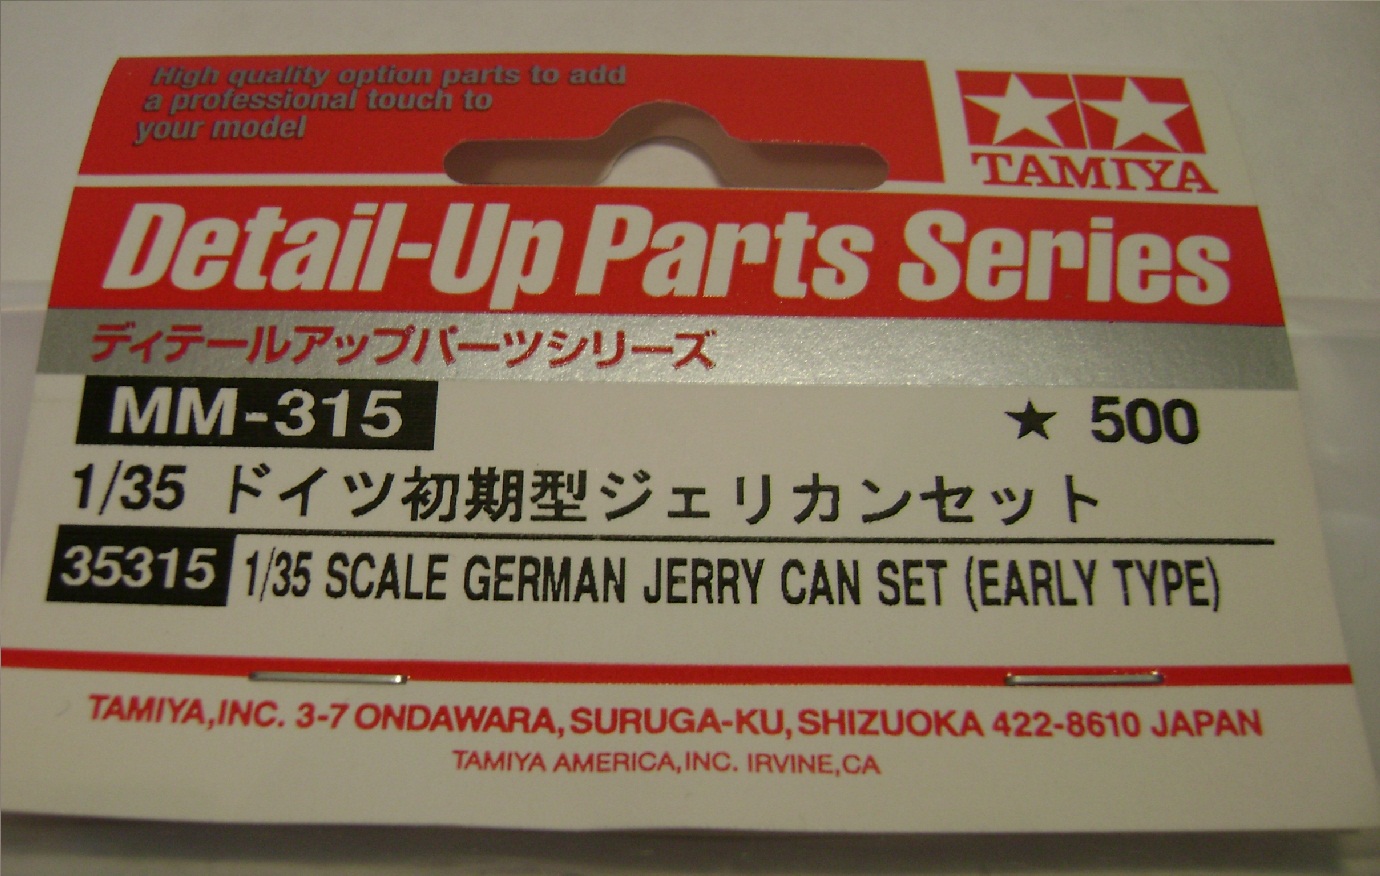 High quality option parts to add
a professional touch to
your model
TAMIYA
Detail-Up Parts Series
ディテールアップパーツシリーズ
MM-315
★ 500
1/35 ドイツ初期型ジェリカンセット
35315 1/35 SCALE GERMAN JERRY CAN SET (EARLY TYPE)
TAMIYA,INC. 3-7 ONDAWARA,SURUGA-KU,SHIZUOKA 422-8610 JAPAN
TAMIYA AMERICA,INC. IRVINE,CA